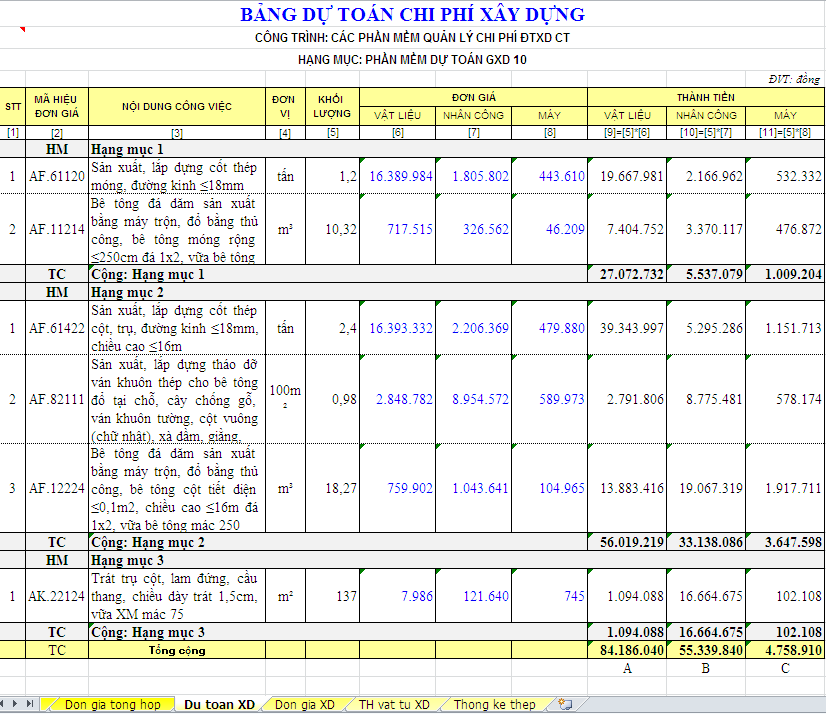 BẢNG DỰ TOÁN CHI PHÍ XÂY DỰNG
CÔNG TRÌNH: CÁC PHẦN MỀM QUẢN LÝ CHI PHÍ ĐTXD CT
HẠNG MỤC: PHẦN MỀM DỰ TOÁN GXD 10
ĐVT: đồng
STT MÃ HIỆU ĐƠN GIÁ NỘI DUNG CÔNG VIỆC ĐƠN VỊ KHỐI LƯỢNG ĐƠN GIÁ THÀNH TIỀN
VẬT LIỆU NHÂN CÔNG MÁY VẬT LIỆU NHÂN CÔNG MÁY
[1] [2] [3] [4] [5] [6] [7] [8] [9]=[5]*[6] [10]=[5]*[7] [11]=[5]*[8]
HM Hạng mục 1
Sản xuất, lắp dựng cốt thép
móng, đường kính ≤18mm
1 AF.61120 tấn 1,2 16.389.984 1.805.802 443.610 19.667.981 2.166.962 532.332
Bê tông đá dăm sản xuất
bằng máy trộn, đổ bằng thủ
công, bê tông móng rộng
≤250cm đá 1x2, vữa bê tông
2 AF.11214 m³ 10,32 717.515 326.562 46.209 7.404.752 3.370.117 476.872
TC Cộng: Hạng mục 1 27.072.732 5.537.079 1.009.204
HM Hạng mục 2
Sản xuất, lắp dựng cốt thép
cột, trụ, đường kính ≤18mm,
chiều cao ≤16m
1 AF.61422 tấn 2,4 16.393.332 2.206.369 479.880 39.343.997 5.295.286 1.151.713
Sản xuất, lắp dựng tháo dỡ
ván khuôn thép cho bê tông
đổ tại chỗ, cây chống gỗ,
ván khuôn tường, cột vuông
(chữ nhật), xà dầm, giằng,
2 AF.82111 100m² 0,98 2.848.782 8.954.572 589.973 2.791.806 8.775.481 578.174
Bê tông đá dăm sản xuất
bằng máy trộn, đổ bằng thủ
công, bê tông cột tiết diện
≤0,1m2, chiều cao ≤16m đá
1x2, vữa bê tông mác 250
3 AF.12224 m³ 18,27 759.902 1.043.641 104.965 13.883.416 19.067.319 1.917.711
TC Cộng: Hạng mục 2 56.019.219 33.138.086 3.647.598
HM Hạng mục 3
Trát trụ cột, lam đứng, cầu
thang, chiều dày trát 1,5cm,
vữa XM mác 75
1 AK.22124 m² 137 7.986 121.640 745 1.094.088 16.664.675 102.108
TC Cộng: Hạng mục 3 1.094.088 16.664.675 102.108
TC Tổng cộng 84.186.040 55.339.840 4.758.910
A B C
Don gia tong hop Du toan XD Don gia XD TH vat tu XD Thong ke thep